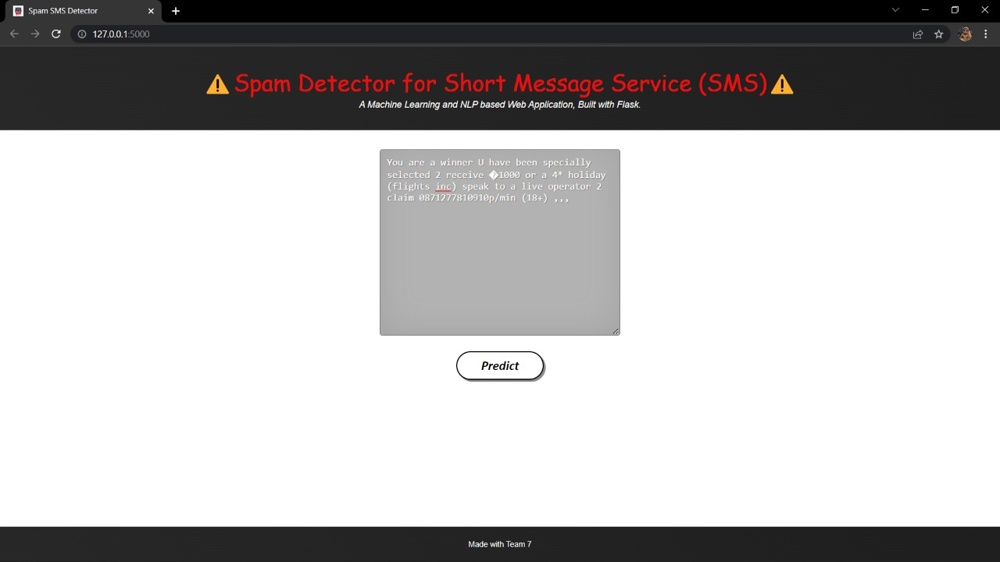 Spam SMS Detector
127.0.0.1:5000
⚠️ Spam Detector for Short Message Service (SMS) ⚠️
A Machine Learning and NLP based Web Application, Built with Flask.
You are a winner U have been specially
selected 2 receive �1000 or a 4* holiday
(flights inc) speak to a live operator 2
claim 0871277810910p/min (18+) ,,,
Predict
Made with Team 7